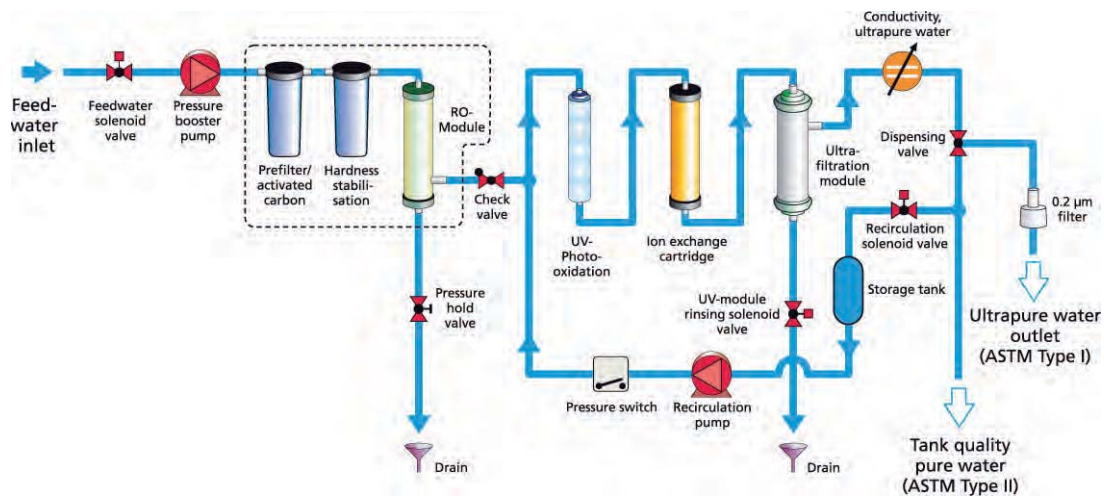 Conductivity,
ultrapure water
Feed-
water
inlet
Feedwater
solenoid
valve
Pressure
booster
pump
RO-
Module
Prefilter/
activated
carbon
Hardness
stabili-
sation
Check
valve
UV-
Photo-
oxidation
Ion exchange
cartridge
Ultra-
filtration
module
Dispensing
valve
0.2 µm
filter
Recirculation
solenoid valve
Storage tank
Pressure
hold
valve
UV-module
rinsing solenoid
valve
Ultrapure water
outlet
(ASTM Type I)
Pressure switch
Recirculation
pump
Drain
Drain
Tank quality
pure water
(ASTM Type II)